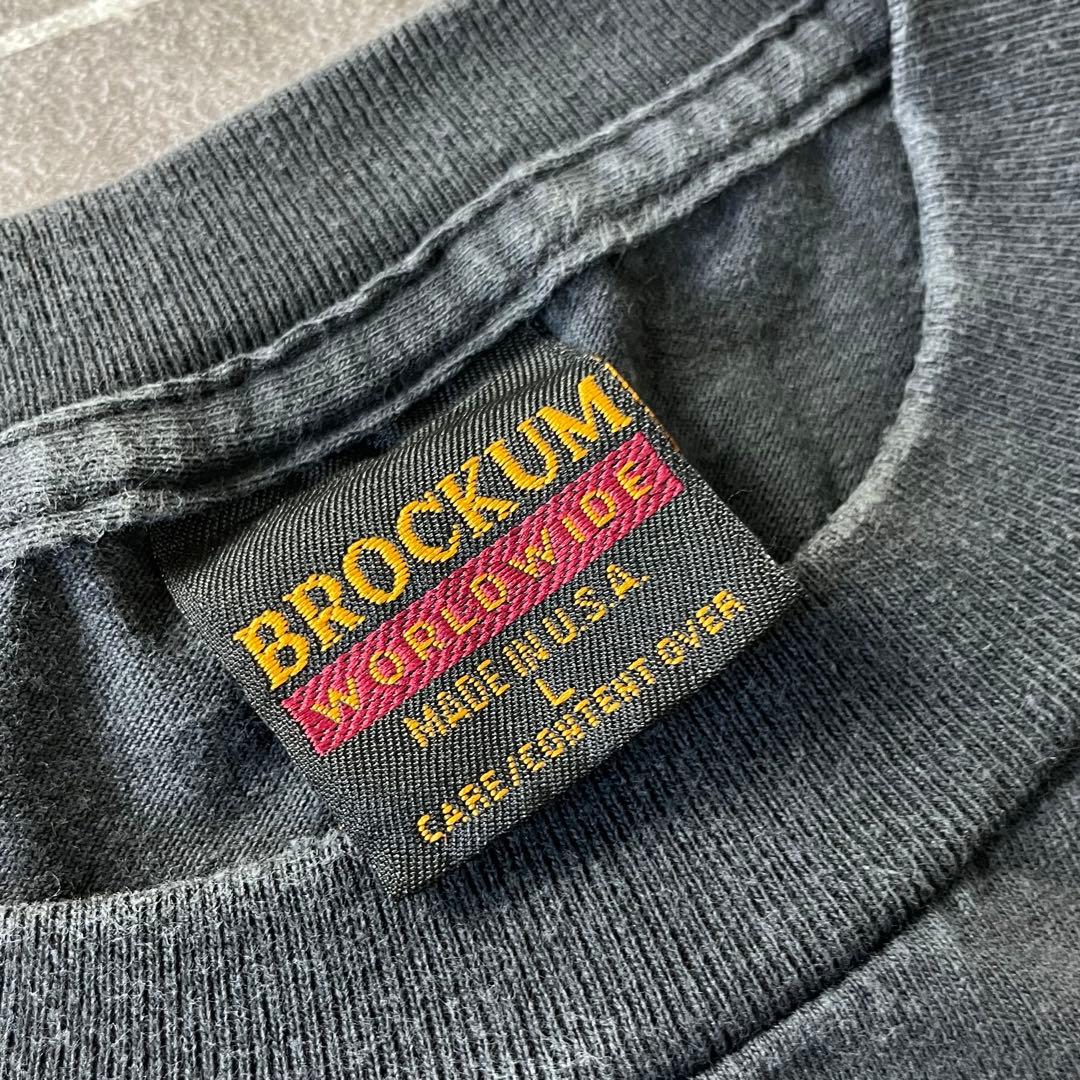 BROCKUM
WORLDWIDE
MADE IN U.S.A.
L
CARE/CONTENT OVER